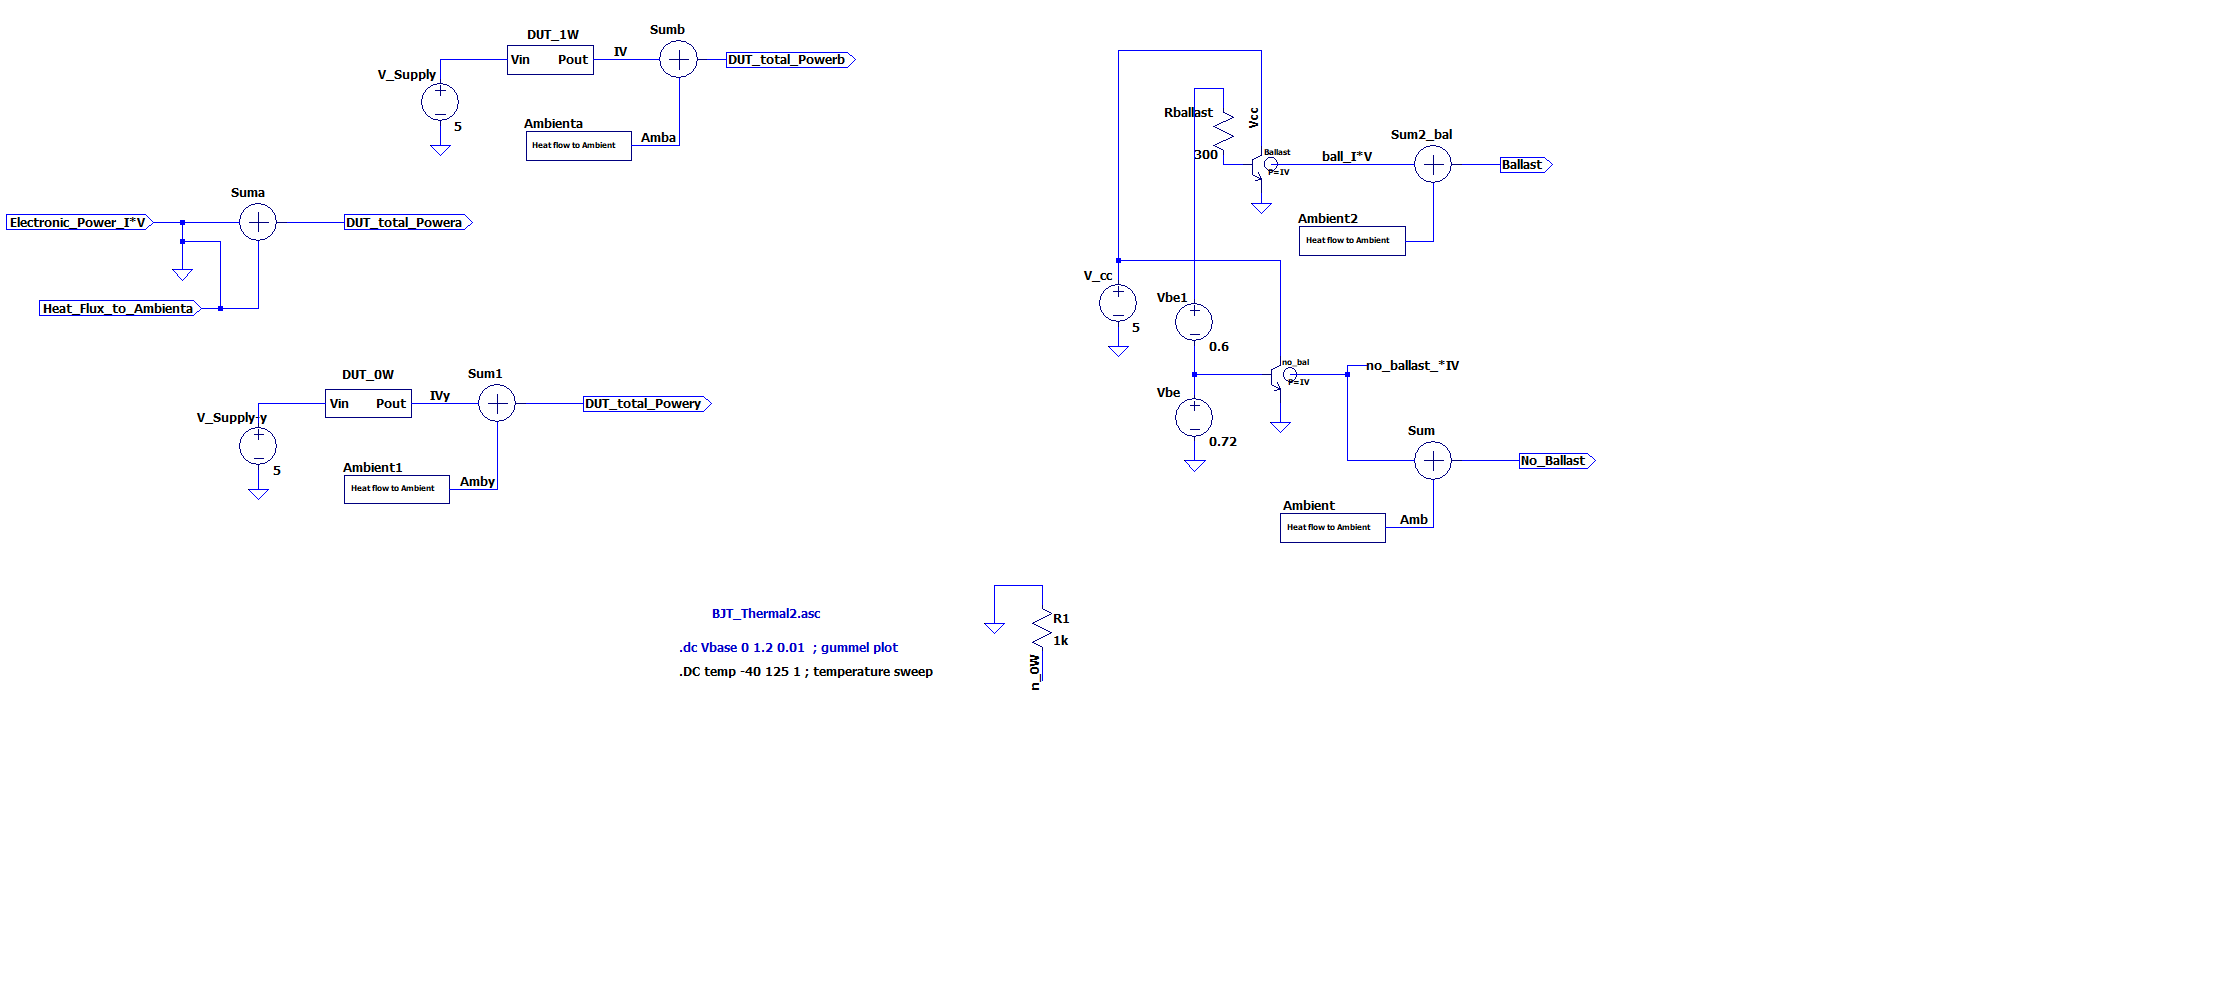 Sumb
DUT_1W
Vin
Pout
IV
DUT_total_Powerb
V_Supply
5
Ambienta
Heat flow to Ambient
Amba
Suma
Electronic_Power_I*V
DUT_total_Powera
Heat_Flux_to_Ambienta
DUT_0W
Sum1
Vin
Pout
IVy
DUT_total_Powery
V_Supply-y
5
Ambient1
Heat flow to Ambient
Amby
Rballast
300
Vcc
Ballast
P=IV
ball_I*V
Sum2_bal
Ballast
Ambient2
Heat flow to Ambient
V_cc
5
Vbe1
0.6
no_bal
P=IV
no_ballast_*IV
Vbe
0.72
Sum
No_Ballast
Ambient
Heat flow to Ambient
Amb
BJT_Thermal2.asc
.dc Vbase 0 1.2 0.01 ; gummel plot
.DC temp -40 125 1 ; temperature sweep
R1
1k
n_0W